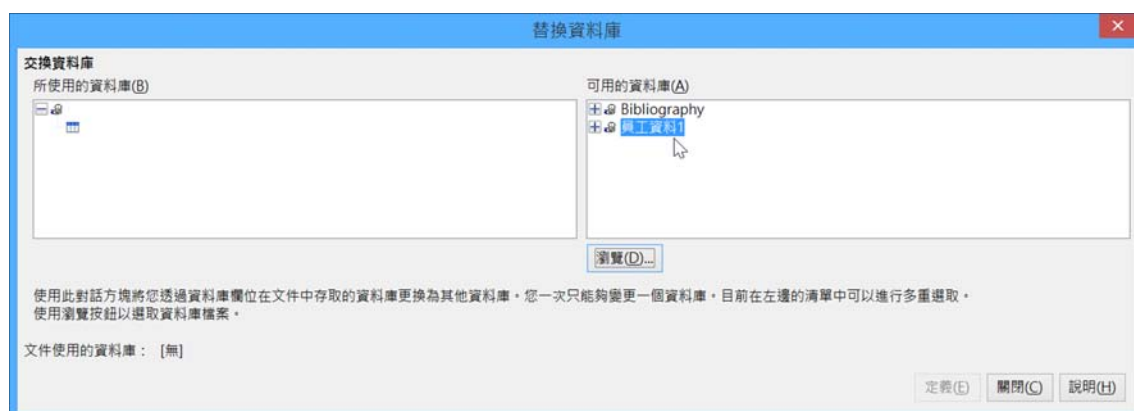 替換資料庫
交換資料庫
所使用的資料庫(B)
可用的資料庫(A)
Bibliography
員工資料1
瀏覽(D)...
使用此對話方塊將您透過資料庫欄位在文件中存取的資料庫更換為其他資料庫。您一次只能夠變更一個資料庫。目前在左邊的清單中可以進行多重選取。
使用瀏覽按鈕以選取資料庫檔案。
文件使用的資料庫： [無]
定義(E) 關閉(C) 說明(H)